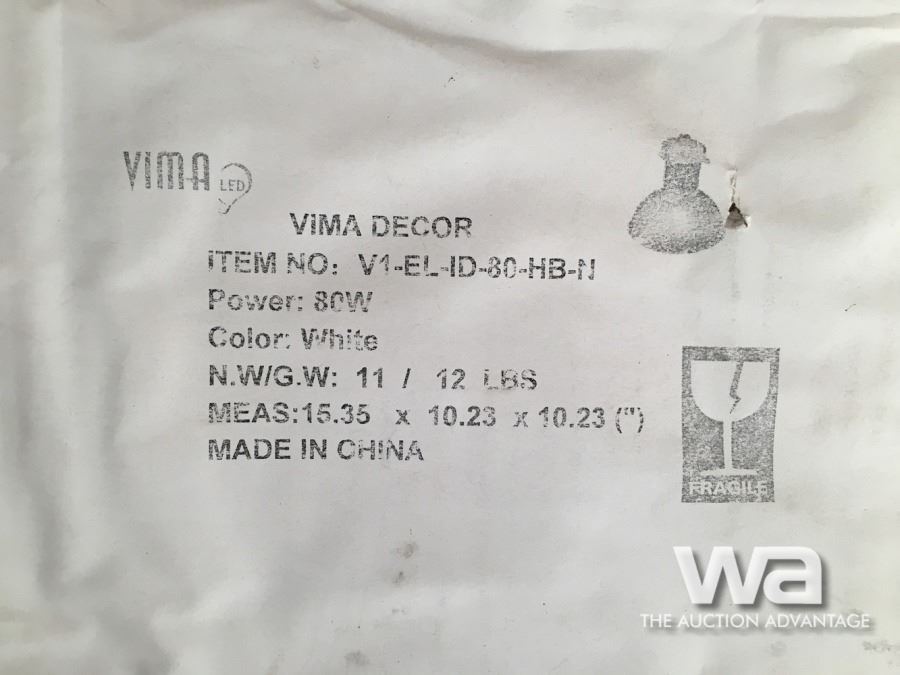 VIMA LED
VIMA DECOR
ITEM NO: V1-EL-ID-80-HB-N
Power: 80W
Color: White
N.W/G.W: 11 / 12 LBS
MEAS:15.35 x 10.23 x 10.23 (")
MADE IN CHINA
FRAGILE
wa
THE AUCTION ADVANTAGE